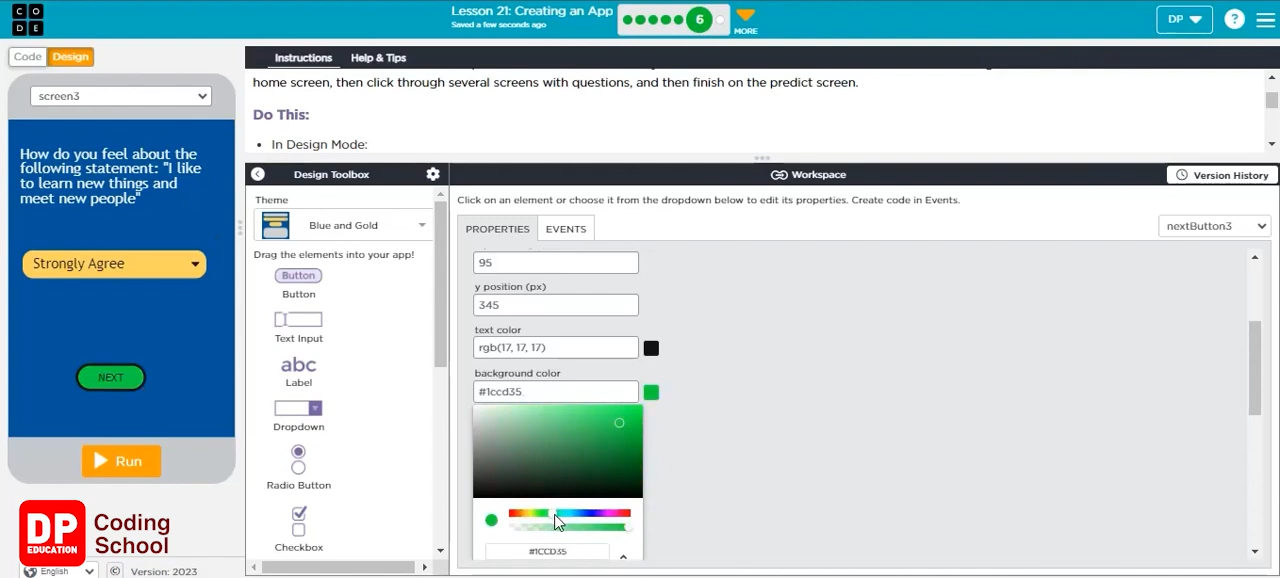 C O
D E
Lesson 21: Creating an App
Saved a few seconds ago
6
MORE
DP
?
Code
Design
Instructions
Help & Tips
screen3
home screen, then click through several screens with questions, and then finish on the predict screen.
Do This:
• In Design Mode:
How do you feel about the
following statement: "I like
to learn new things and
meet new people"
Strongly Agree
NEXT
Run
Design Toolbox
Workspace
Version History
Theme
Blue and Gold
Drag the elements into your app!
Button
Button
Text Input
abc
Label
Dropdown
Radio Button
Checkbox
Click on an element or choose it from the dropdown below to edit its properties. Create code in Events.
PROPERTIES
EVENTS
nextButton3
95
y position (px)
345
text color
rgb(17, 17, 17)
background color
#1ccd35
#1CCD35
DP
EDUCATION
Coding
School
English
Version: 2023